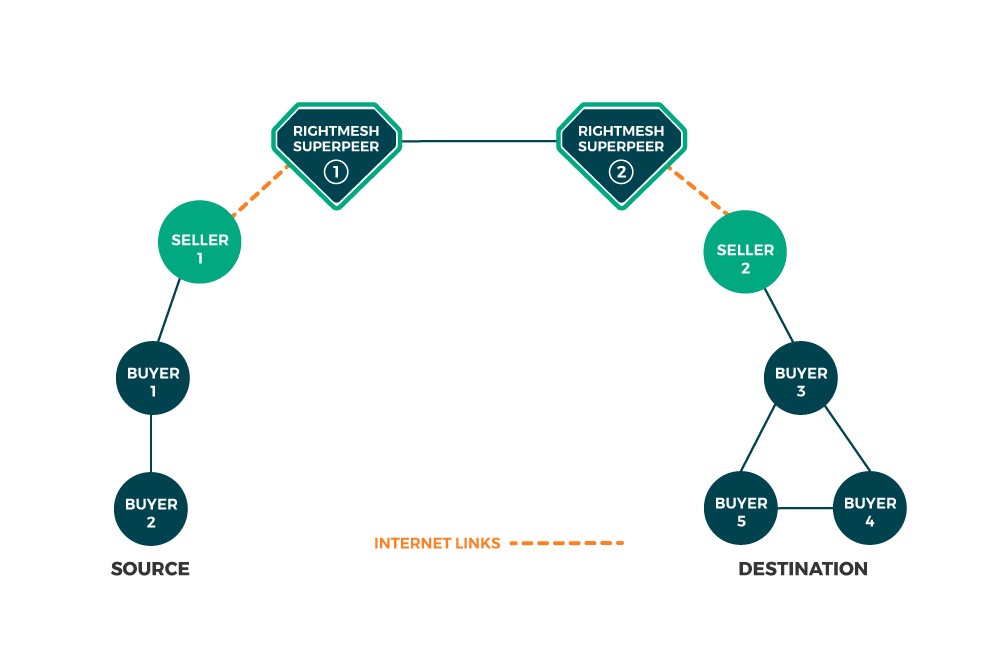 RIGHTMESH
SUPERPEER
1
RIGHTMESH
SUPERPEER
2
SELLER
1
SELLER
2
BUYER
1
BUYER
3
BUYER
2
BUYER
5
BUYER
4
INTERNET LINKS
SOURCE
DESTINATION